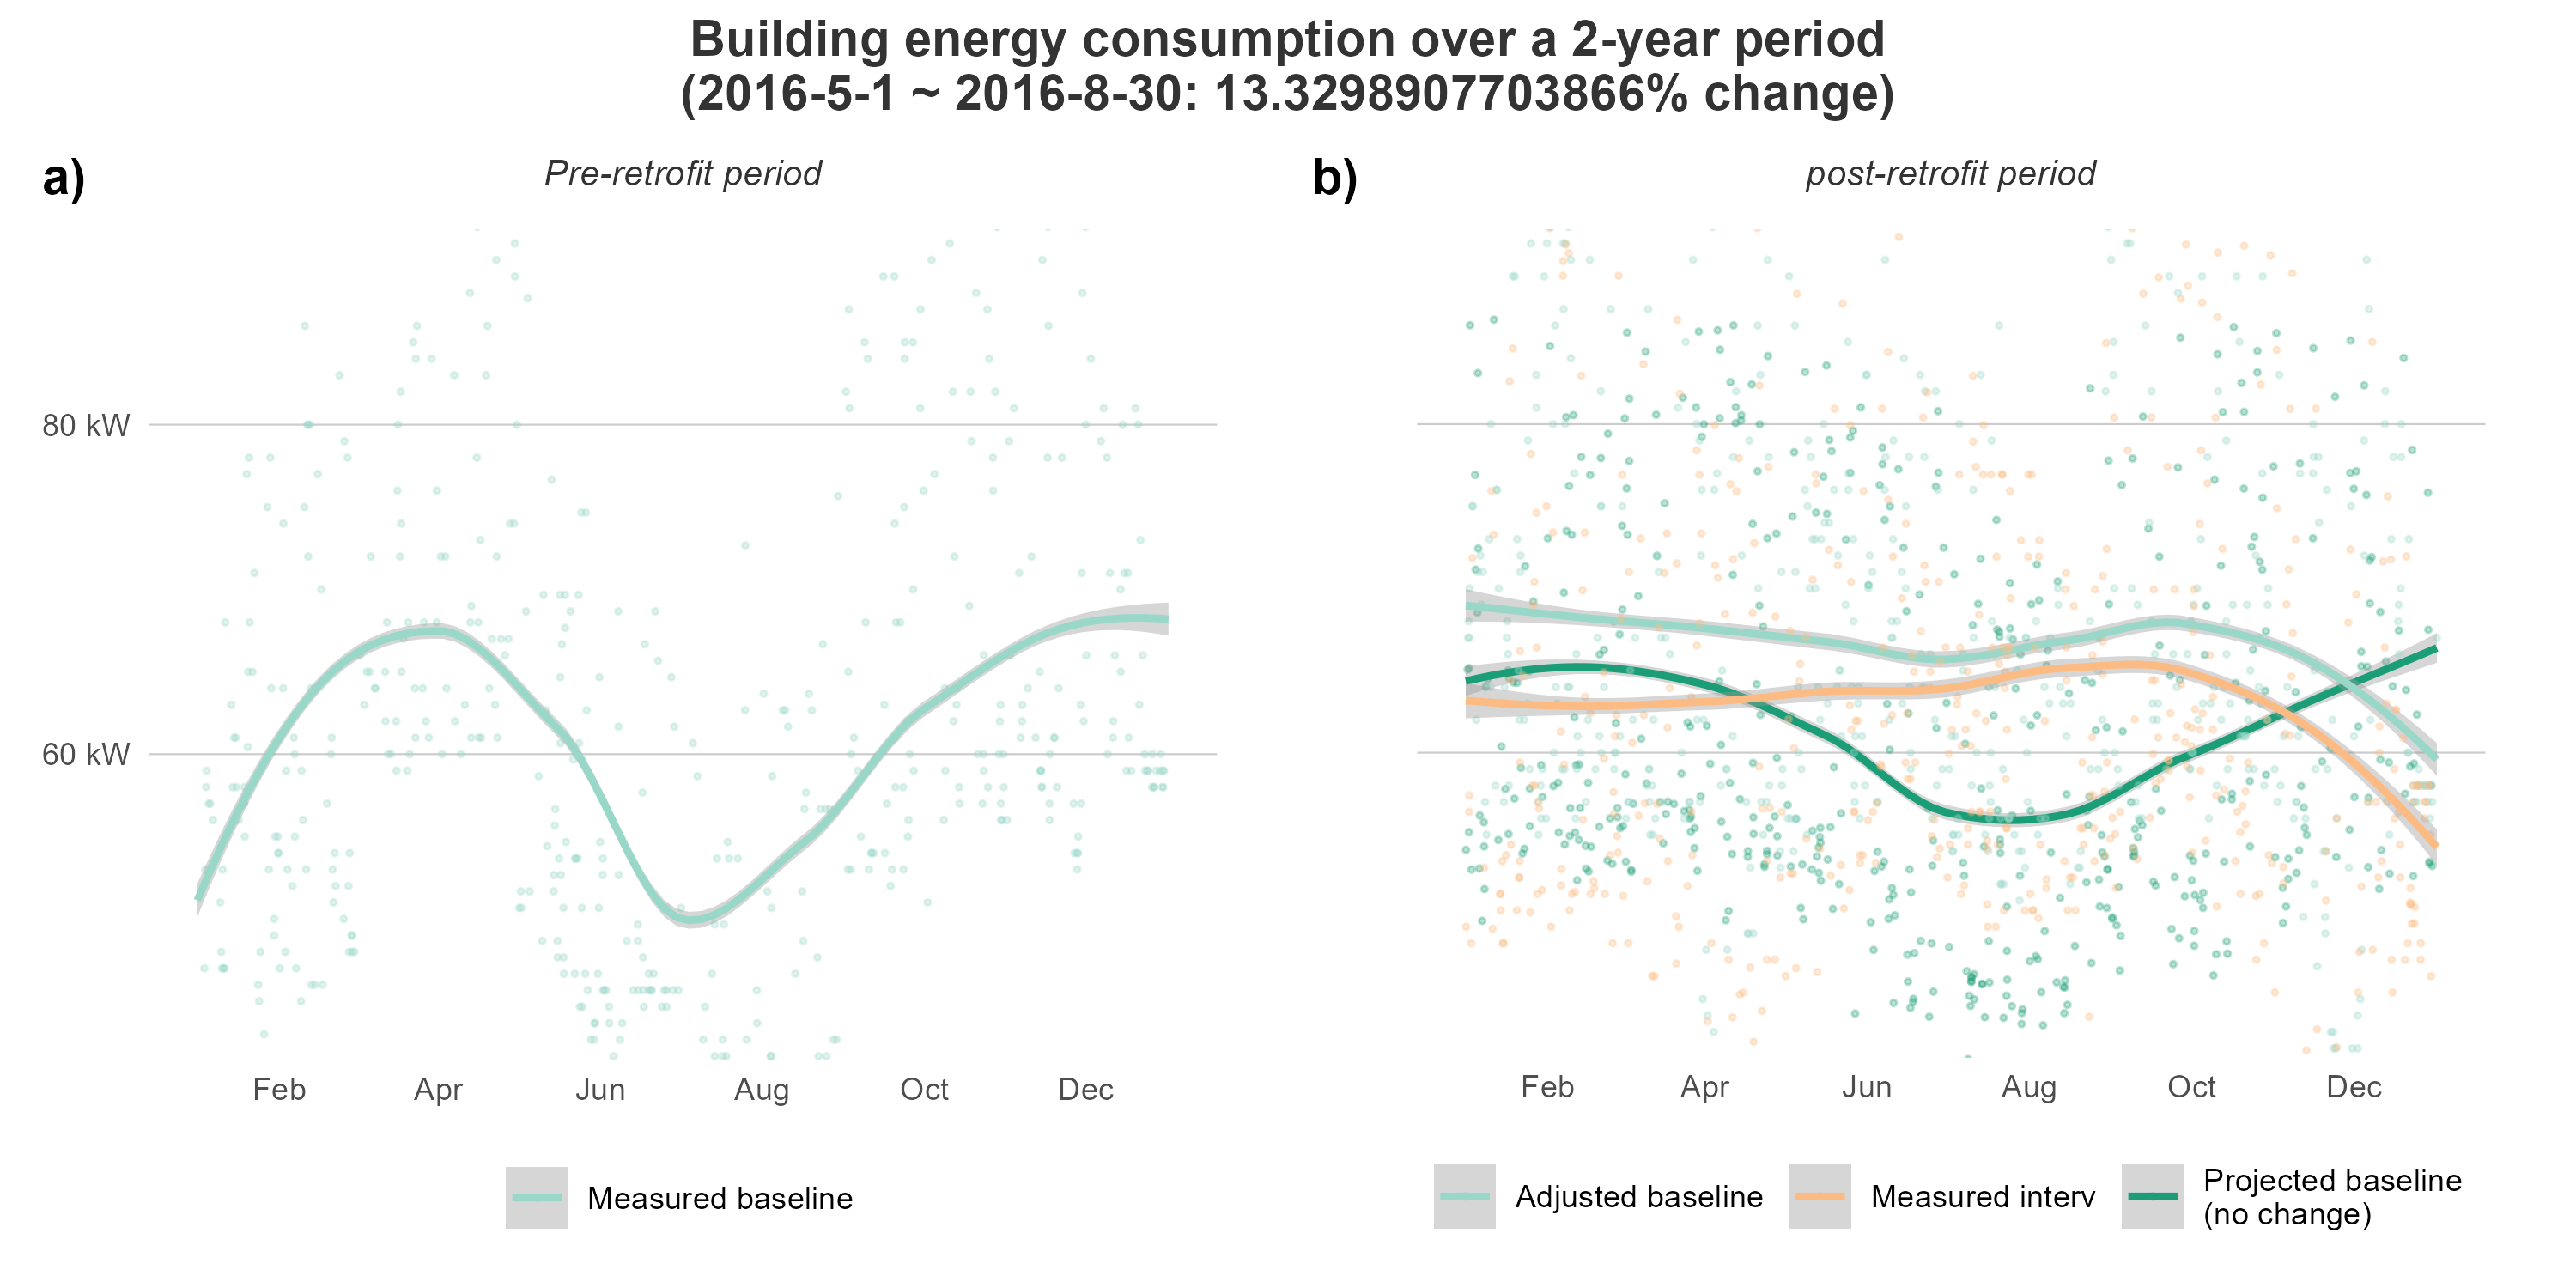 Building energy consumption over a 2-year period
(2016-5-1 ~ 2016-8-30: 13.3298907703866% change)
a)
Pre-retrofit period
80 kW
60 kW
Feb Apr Jun Aug Oct Dec
Measured baseline
b)
post-retrofit period
Feb Apr Jun Aug Oct Dec
Adjusted baseline
Measured interv
Projected baseline
(no change)